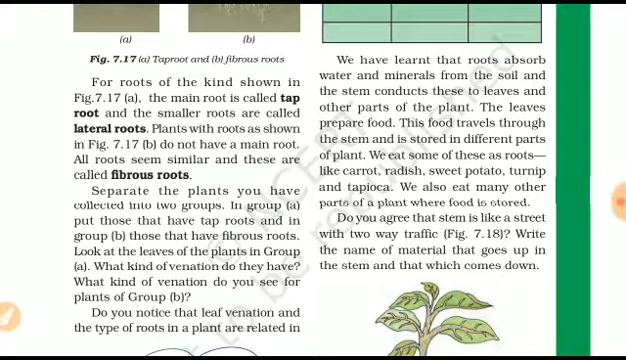 (a)
(b)
Fig. 7.17 (a) Taproot and (b) fibrous roots
For roots of the kind shown in
Fig.7.17 (a), the main root is called tap
root and the smaller roots are called
lateral roots. Plants with roots as shown
in Fig. 7.17 (b) do not have a main root.
All roots seem similar and these are
called fibrous roots.
Separate the plants you have
collected into two groups. In group (a)
put those that have tap roots and in
group (b) those that have fibrous roots.
Look at the leaves of the plants in Group
(a). What kind of venation do they have?
What kind of venation do you see for
plants of Group (b)?
Do you notice that leaf venation and
the type of roots in a plant are related in
We have learnt that roots absorb
water and minerals from the soil and
the stem conducts these to leaves and
other parts of the plant. The leaves
prepare food. This food travels through
the stem and is stored in different parts
of plant. We eat some of these as roots—
like carrot, radish, sweet potato, turnip
and tapioca. We also eat many other
parts of a plant where food is stored.
Do you agree that stem is like a street
with two way traffic (Fig. 7.18)? Write
the name of material that goes up in
the stem and that which comes down.